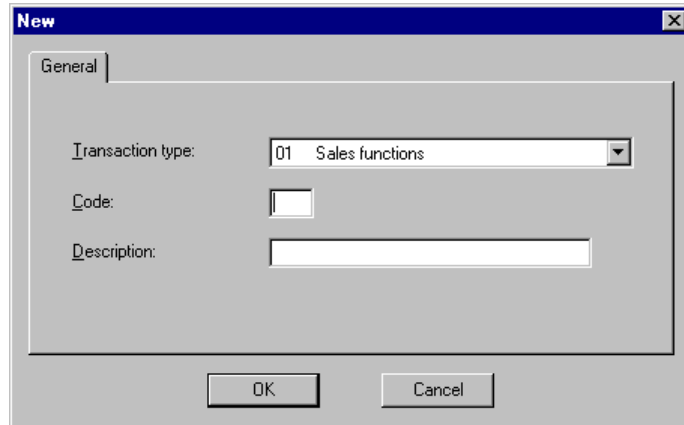 New
General
Transaction type: 01 Sales functions
Code:
Description:
OK Cancel